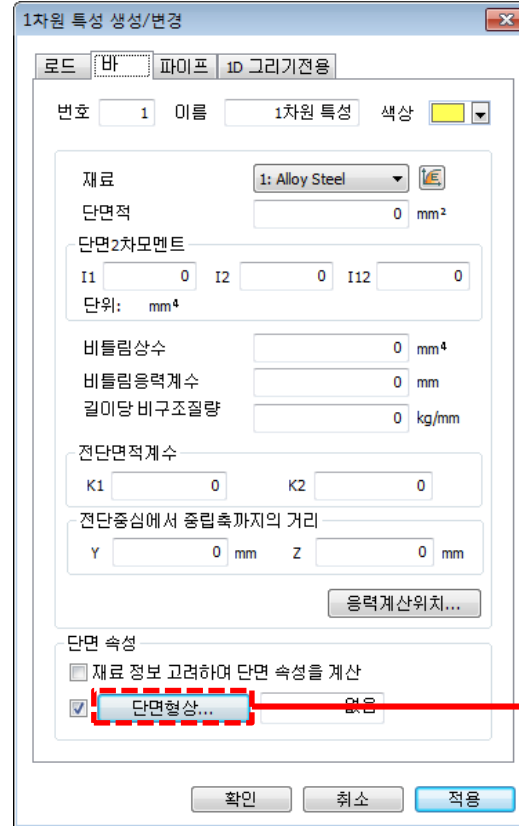 1차원 특성 생성/변경
로드 바 파이프 1D 그리기전용
번호 1 이름 1차원 특성 색상
재료 1: Alloy Steel
단면적 0 mm²
단면2차모멘트
I1 0 I2 0 I12 0
단위: mm⁴
비틀림상수 0 mm⁴
비틀림응력계수 0 mm
길이당 비구조질량 0 kg/mm
전단면적계수
K1 0 K2 0
전단중심에서 중립축까지의 거리
Y 0 mm Z 0 mm
응력계산위치...
단면 속성
재료 정보 고려하여 단면 속성을 계산
단면형상... 없음
확인 취소 적용